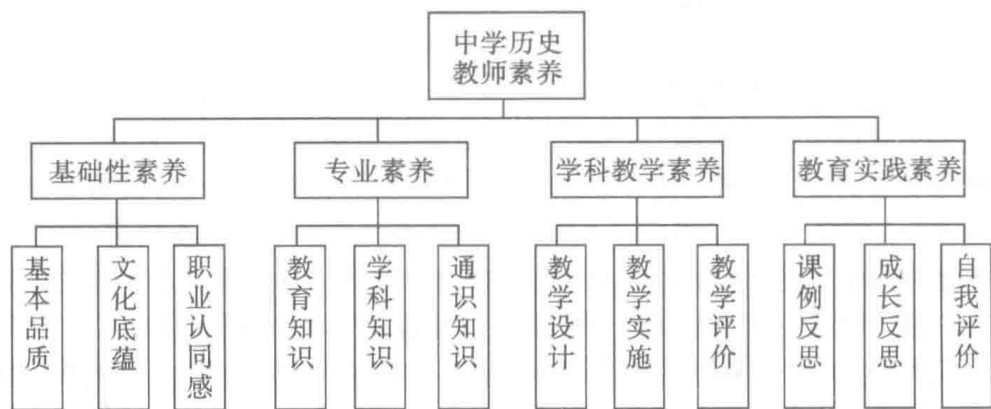 中学历史
教师素养
基础性素养
专业素养
学科教学素养
教育实践素养
基本品质
文化底蕴
职业认同感
教育知识
学科知识
通识知识
教学设计
教学实施
教学评价
课例反思
成长反思
自我评价